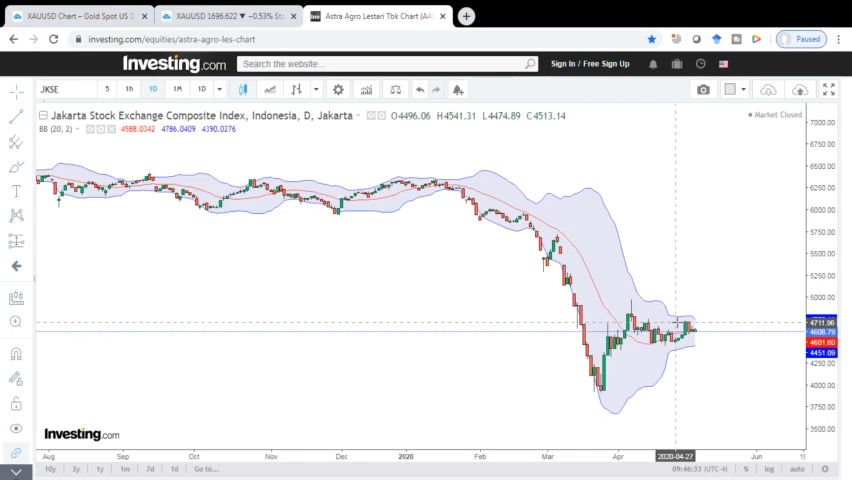 XAUUSD Chart – Gold Spot US D
XAUUSD 1696.622 ▼ −0.53% Sto
Astra Agro Lestari Tbk Chart (AA
investing.com/equities/astra-agro-les-chart
Paused
Investing.com
Search the website...
Sign In / Free Sign Up
JKSE
5 1h 1D 1M 1D
Jakarta Stock Exchange Composite Index, Indonesia, D, Jakarta
O4496.06 H4541.31 L4474.89 C4513.14
Market Closed
BB (20, 2) 4588.0342 4786.0409 4390.0276
7000.00
6750.00
6500.00
6250.00
6000.00
5750.00
5500.00
5250.00
5000.00
4711.96
4608.79
4601.60
4451.09
4250.00
4000.00
3750.00
3500.00
Investing.com
Aug Sep Oct Nov Dec 2020 Feb Mar Apr 2020-04-27 Jun
10y 3y 1y 1m 7d 1d Go to...
09:46:33 (UTC-4) % log auto